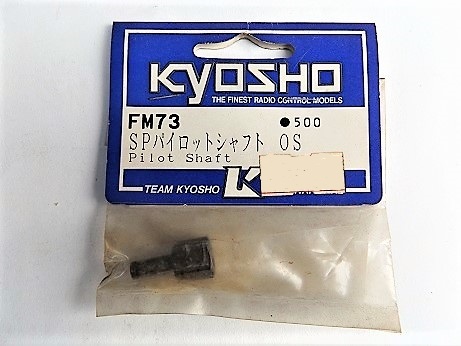 KYOSHO
THE FINEST RADIO CONTROL MODELS
FM73 ●500
SPパイロットシャフト OS
Pilot Shaft
TEAM KYOSHO K